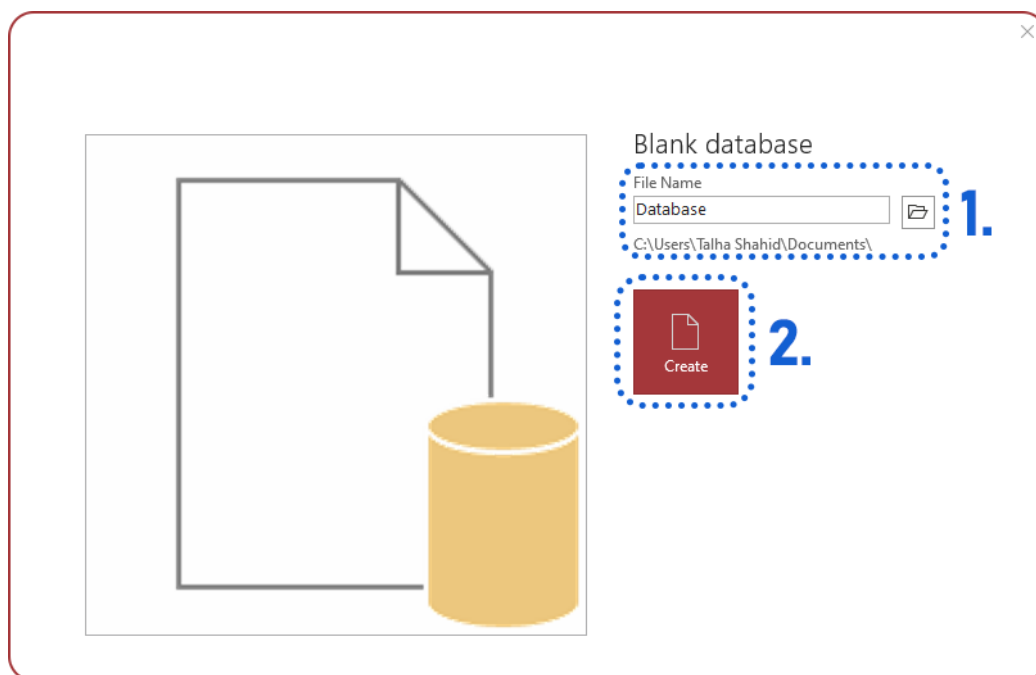 Blank database
File Name
Database
1.
C:\Users\Talha Shahid\Documents\
Create
2.